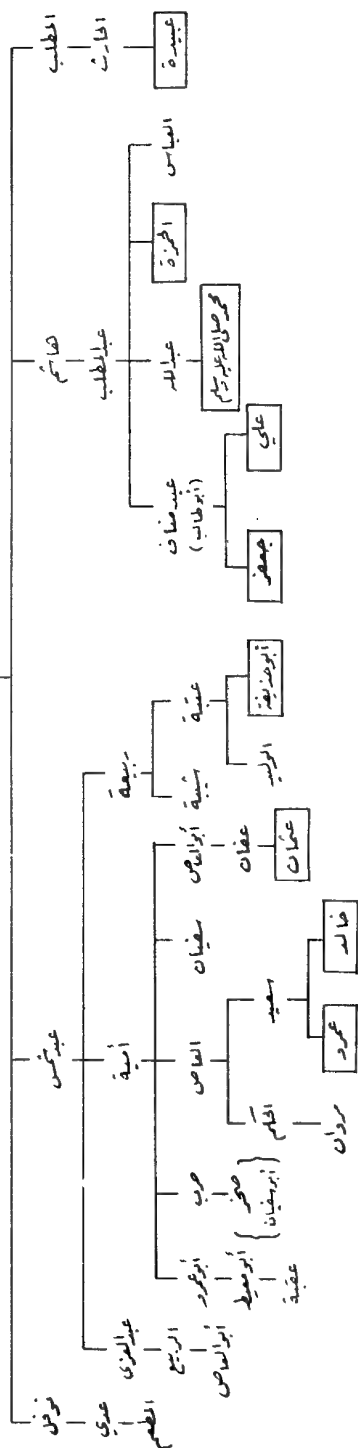 المطلب
الحارث
عبيدة
هاشم
عبد المطلب
العباس
الحمزة
عبد الله
محمد صلى الله عليه وسلم
عبد مناف
(أبو طالب)
علي
جعفر
عبد شمس
ربيعة
عتبة
أبو حذيفة
الوليد
شيبة
أمية
أبو العاص
عفان
عثمان
سفيان
العاص
سعيد
خالد
عمرو
الحكم
مروان
حرب
صخر
{أبو سفيان}
أبو عمرو
أبو معيط
عقبة
عبد العزى
الربيع
أبو العاص
نوفل
عدي
المطعم